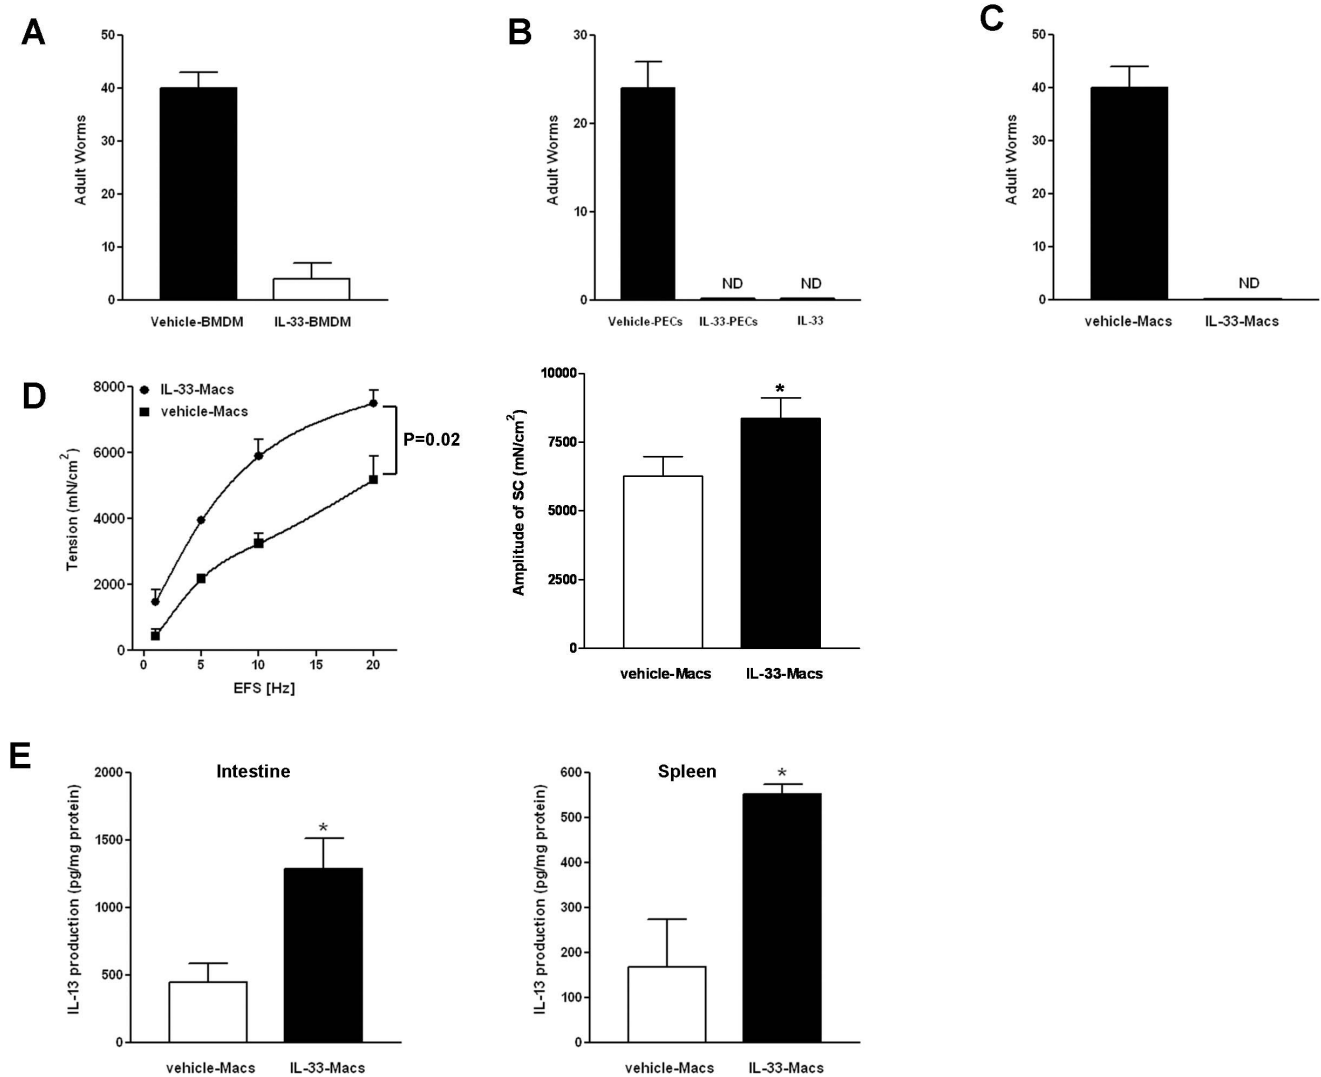 A
50
40
30
20
10
0
Adult Worms
Vehicle-BMDM IL-33-BMDM
B
30
20
10
0
Adult Worms
ND ND
Vehicle-PECs IL-33-PECs IL-33
C
50
40
30
20
10
0
Adult Worms
ND
vehicle-Macs IL-33-Macs
D
8000
6000
4000
2000
0
Tension (mN/cm²)
IL-33-Macs
vehicle-Macs
P=0.02
0 5 10 15 20
EFS [Hz]
10000
7500
5000
2500
0
Amplitude of SC (mN/cm²)
*
vehicle-Macs IL-33-Macs
E
Intestine
2000
1500
1000
500
0
IL-13 production (pg/mg protein)
*
vehicle-Macs IL-33-Macs
Spleen
600
500
400
300
200
100
0
IL-13 production (pg/mg protein)
*
vehicle-Macs IL-33-Macs